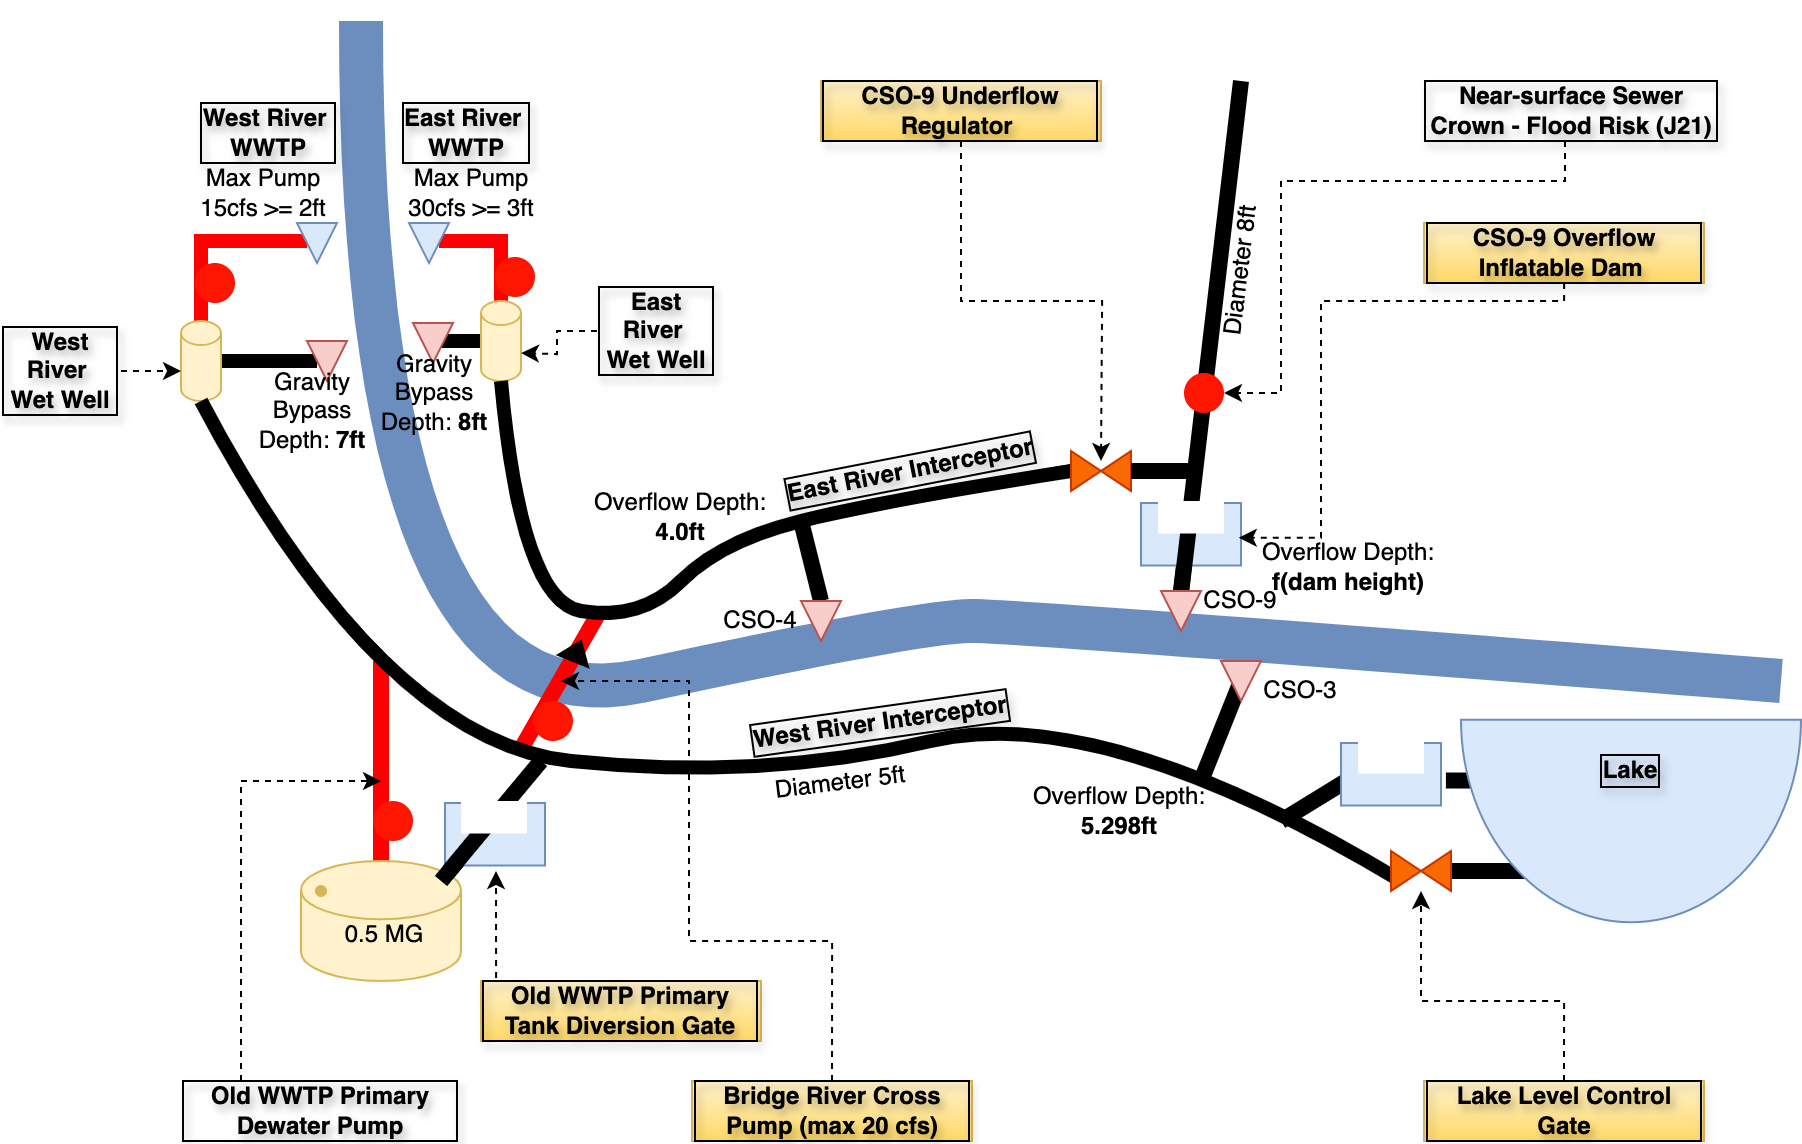 West River
WWTP
Max Pump
15cfs >= 2ft
East River
WWTP
Max Pump
30cfs >= 3ft
CSO-9 Underflow
Regulator
Near-surface Sewer
Crown - Flood Risk (J21)
CSO-9 Overflow
Inflatable Dam
Diameter 8ft
West
River
Wet Well
East
River
Wet Well
Gravity
Bypass
Depth: 7ft
Gravity
Bypass
Depth: 8ft
East River Interceptor
Overflow Depth:
4.0ft
Overflow Depth:
f(dam height)
CSO-9
CSO-4
CSO-3
West River Interceptor
Diameter 5ft
Overflow Depth:
5.298ft
Lake
0.5 MG
Old WWTP Primary
Tank Diversion Gate
Old WWTP Primary
Dewater Pump
Bridge River Cross
Pump (max 20 cfs)
Lake Level Control
Gate